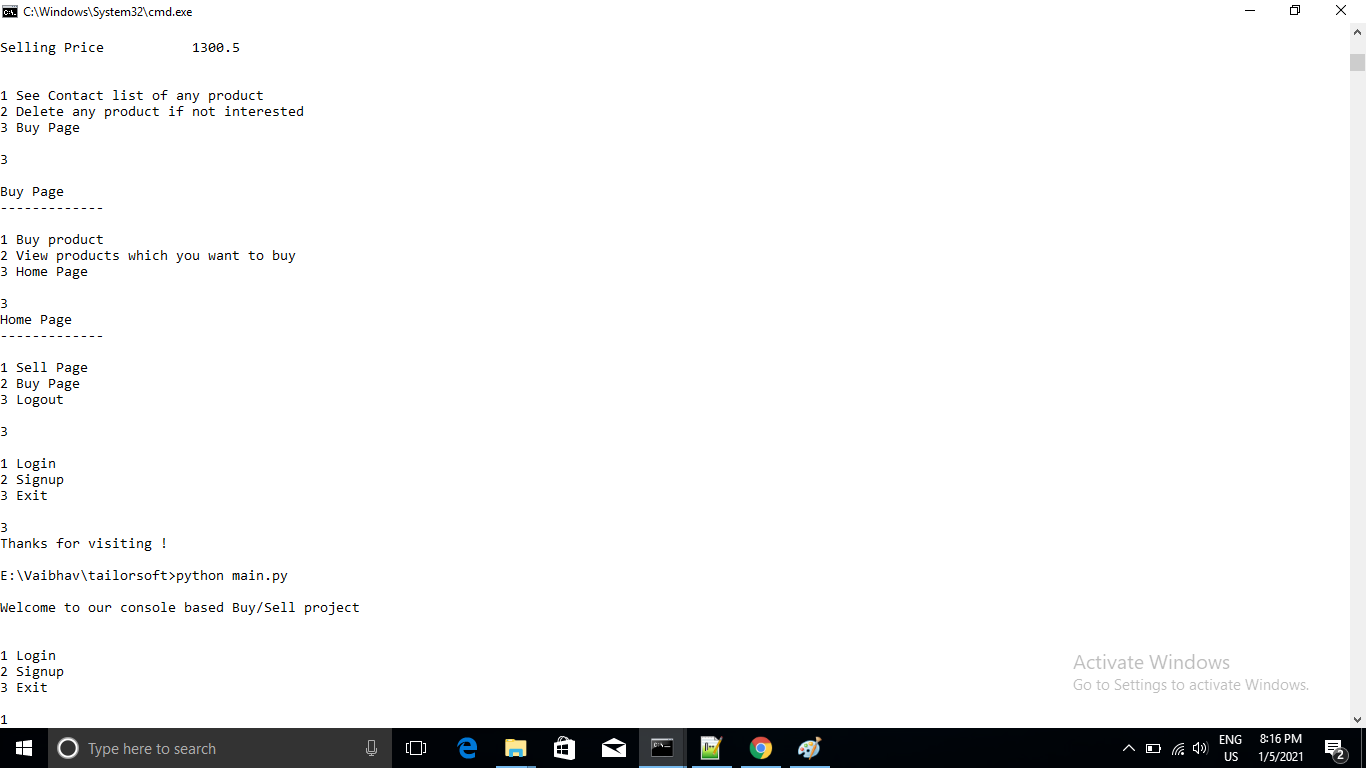 C:\Windows\System32\cmd.exe
Selling Price 1300.5
1 See Contact list of any product
2 Delete any product if not interested
3 Buy Page
3
Buy Page
-------------
1 Buy product
2 View products which you want to buy
3 Home Page
3
Home Page
-------------
1 Sell Page
2 Buy Page
3 Logout
3
1 Login
2 Signup
3 Exit
3
Thanks for visiting !
E:\Vaibhav\tailorsoft>python main.py
Welcome to our console based Buy/Sell project
1 Login
2 Signup
3 Exit
1
Activate Windows
Go to Settings to activate Windows.
Type here to search
ENG
US
8:16 PM
1/5/2021
2